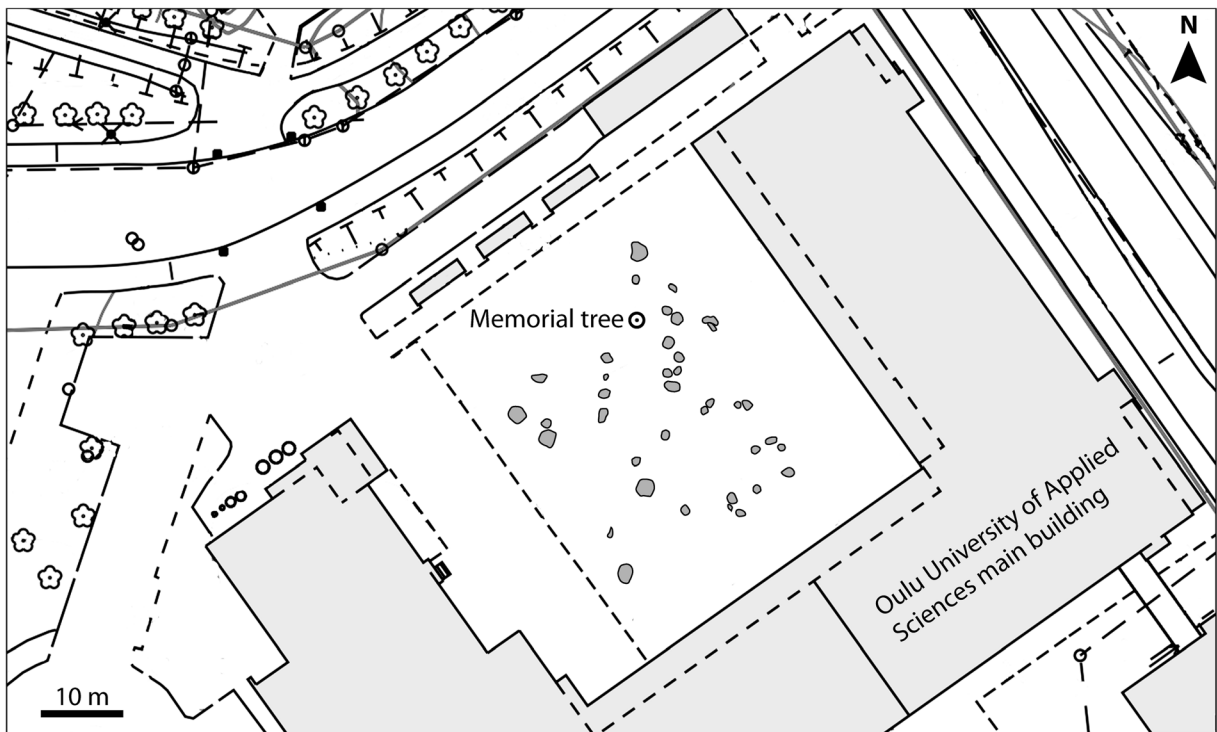 N
Memorial tree
Oulu University of Applied
Sciences main building
10 m